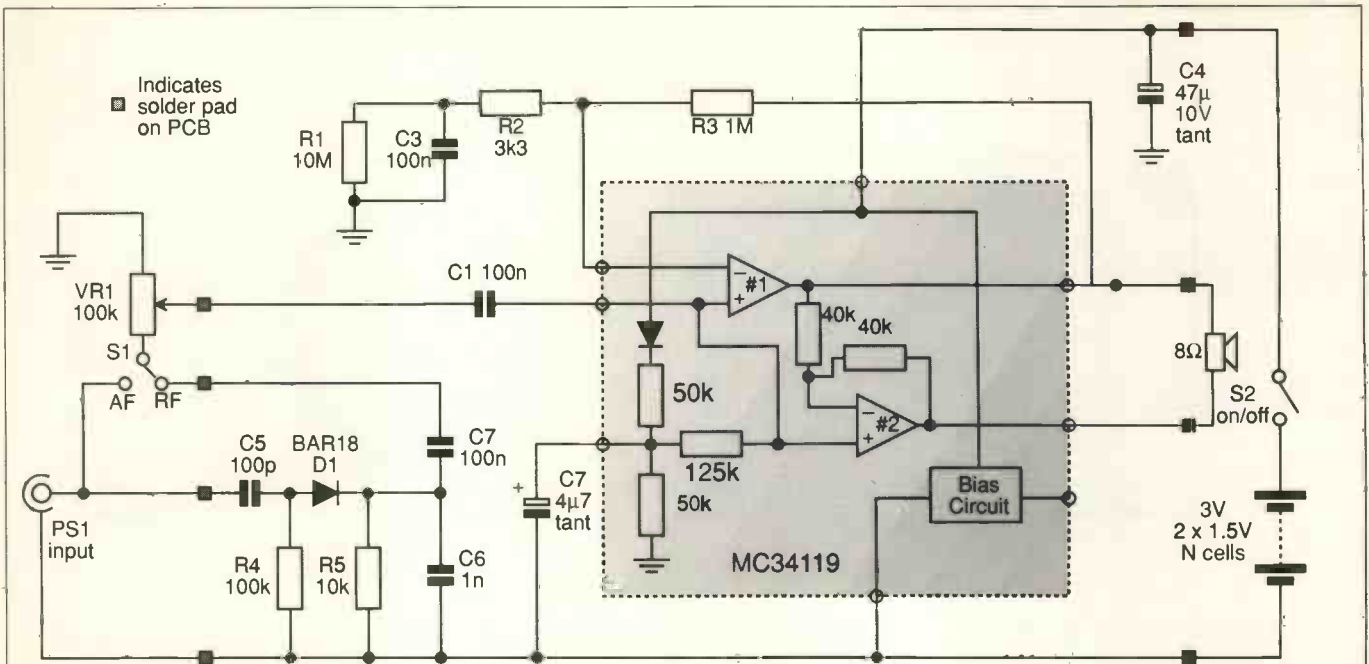 Indicates
solder pad
on PCB
R1
10M
C3
100n
R2
3k3
R3 1M
C4
47µ
10V
tant
VR1
100k
S1
AF
RF
C1 100n
#1
40k
40k
50k
125k
50k
#2
Bias
Circuit
MC34119
8Ω
S2
on/off
3V
2 x 1.5V
N cells
C5
100p
BAR18
D1
C7
100n
PS1
input
R4
100k
R5
10k
C6
1n
+
C7
4µ7
tant